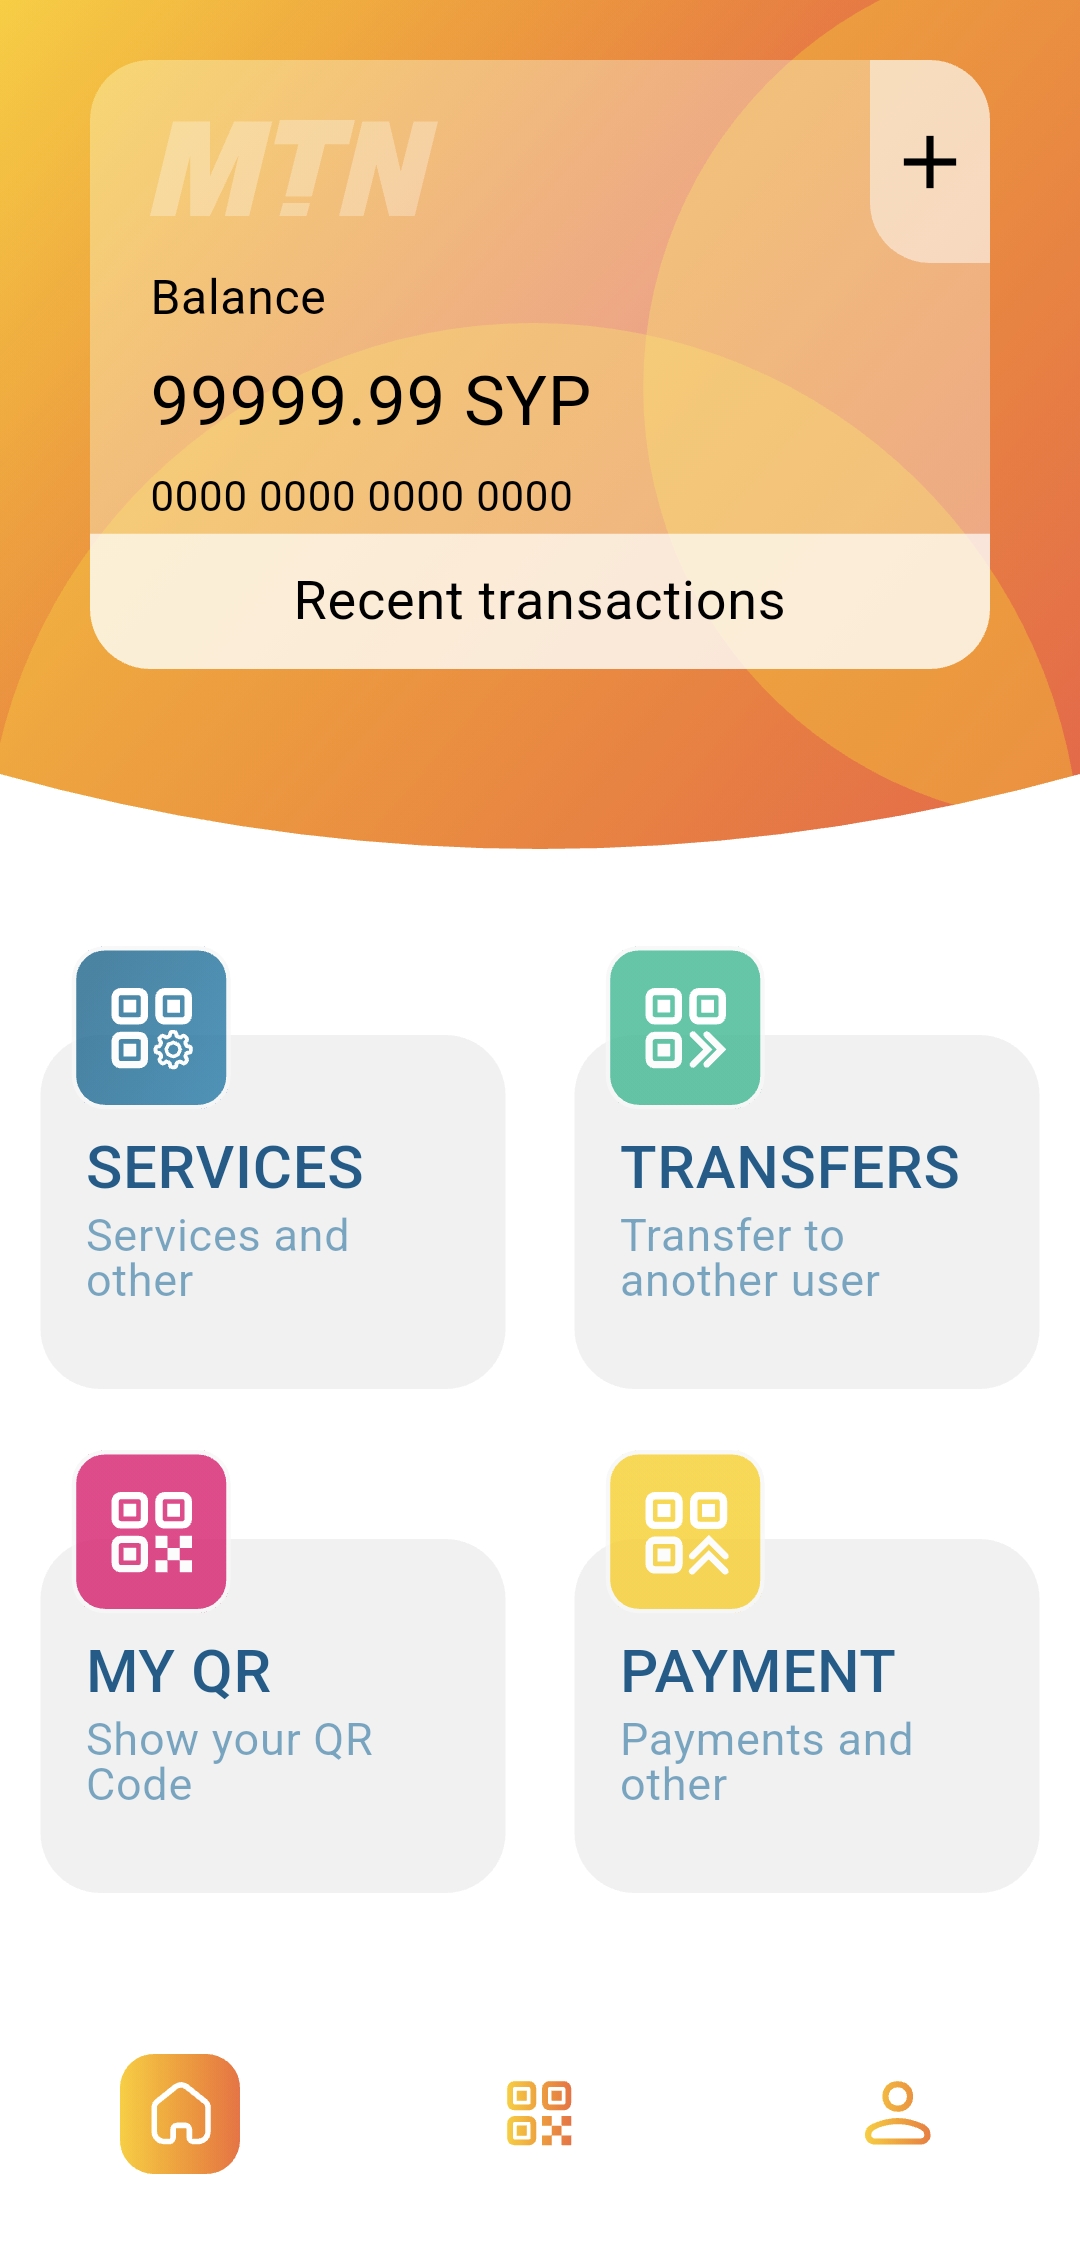 MTN
Balance
99999.99 SYP
0000 0000 0000 0000
Recent transactions
SERVICES
Services and
other
TRANSFERS
Transfer to
another user
MY QR
Show your QR
Code
PAYMENT
Payments and
other